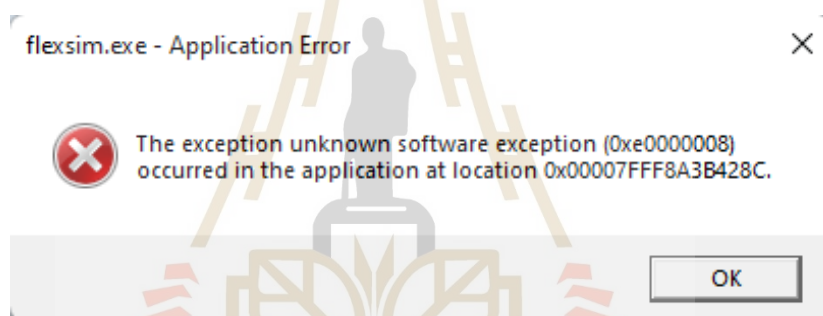 flexsim.exe - Application Error
The exception unknown software exception (0xe0000008)
occurred in the application at location 0x00007FFF8A3B428C.
OK